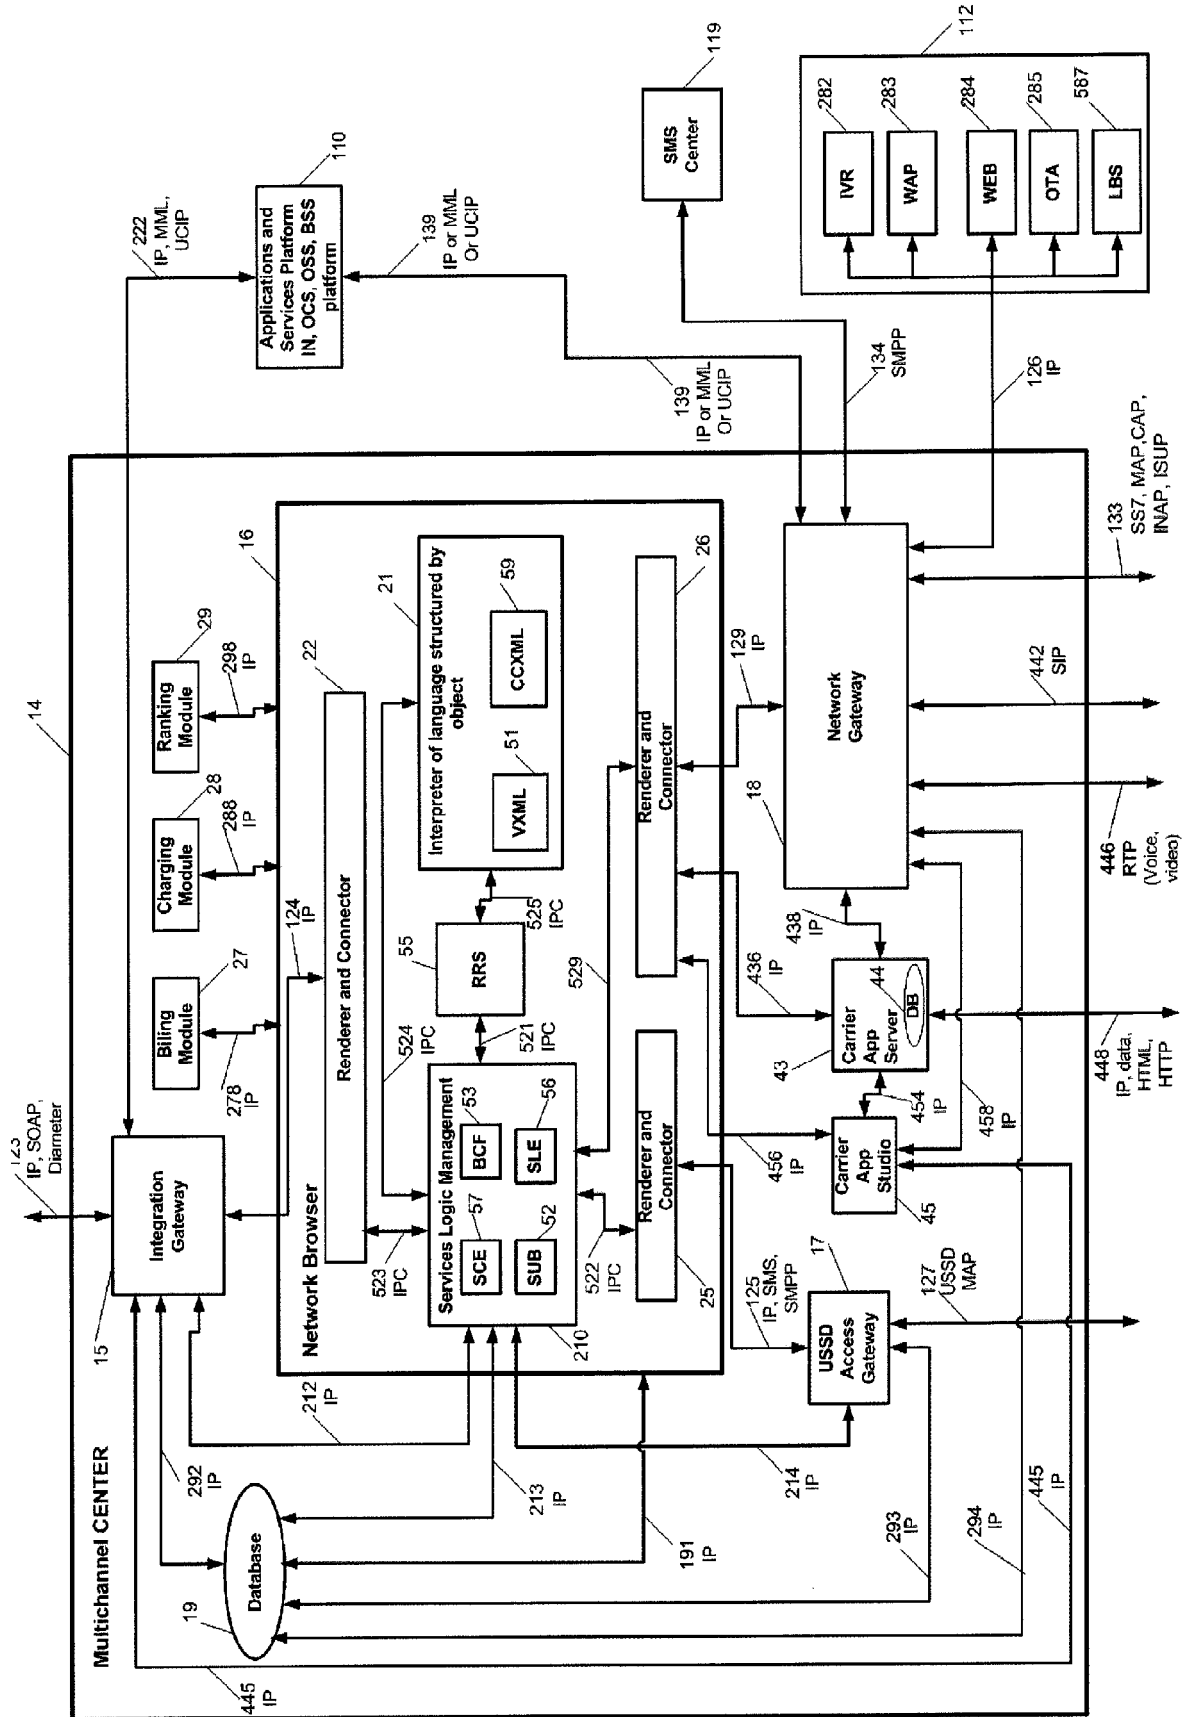 Multichannel CENTER
14
445
IP
19
Database
292
IP
15
Integration
Gateway
IP, SOAP,
Diameter
212
IP
213
IP
191
IP
214
IP
293
IP
294
IP
445
IP
Biling
Module
27
278
IP
Charging
Module
28
288
IP
Ranking
Module
29
298
IP
222
IP, MML,
UCIP
Applications and
Services Platform
IN, OCS, OSS, BSS
platform
110
139
IP or MML
Or UCIP
139
IP or MML
Or UCIP
Network Browser
16
124
IP
Renderer and Connector
22
523
IPC
524
IPC
Services Logic Management
SCE
57
BCF
53
SUB
52
SLE
56
210
RRS
55
521
IPC
525
IPC
Interpreter of language structured by
object
21
VXML
51
CCXML
59
522
IPC
529
Renderer and
Connector
25
Renderer and
Connector
26
125
IP, SMS,
SMPP
456
IP
436
IP
129
IP
USSD
Access
Gateway
17
127
USSD
MAP
Carrier
App
Studio
45
454
IP
458
IP
Carrier
App
Server
43
DB
44
438
IP
Network
Gateway
18
448
IP, data,
HTML,
HTTP
446
RTP
(Voice,
video)
442
SIP
133
SS7, MAP,CAP,
INAP, ISUP
134
SMPP
126
IP
SMS
Center
119
112
IVR
282
WAP
283
WEB
284
OTA
285
LBS
587